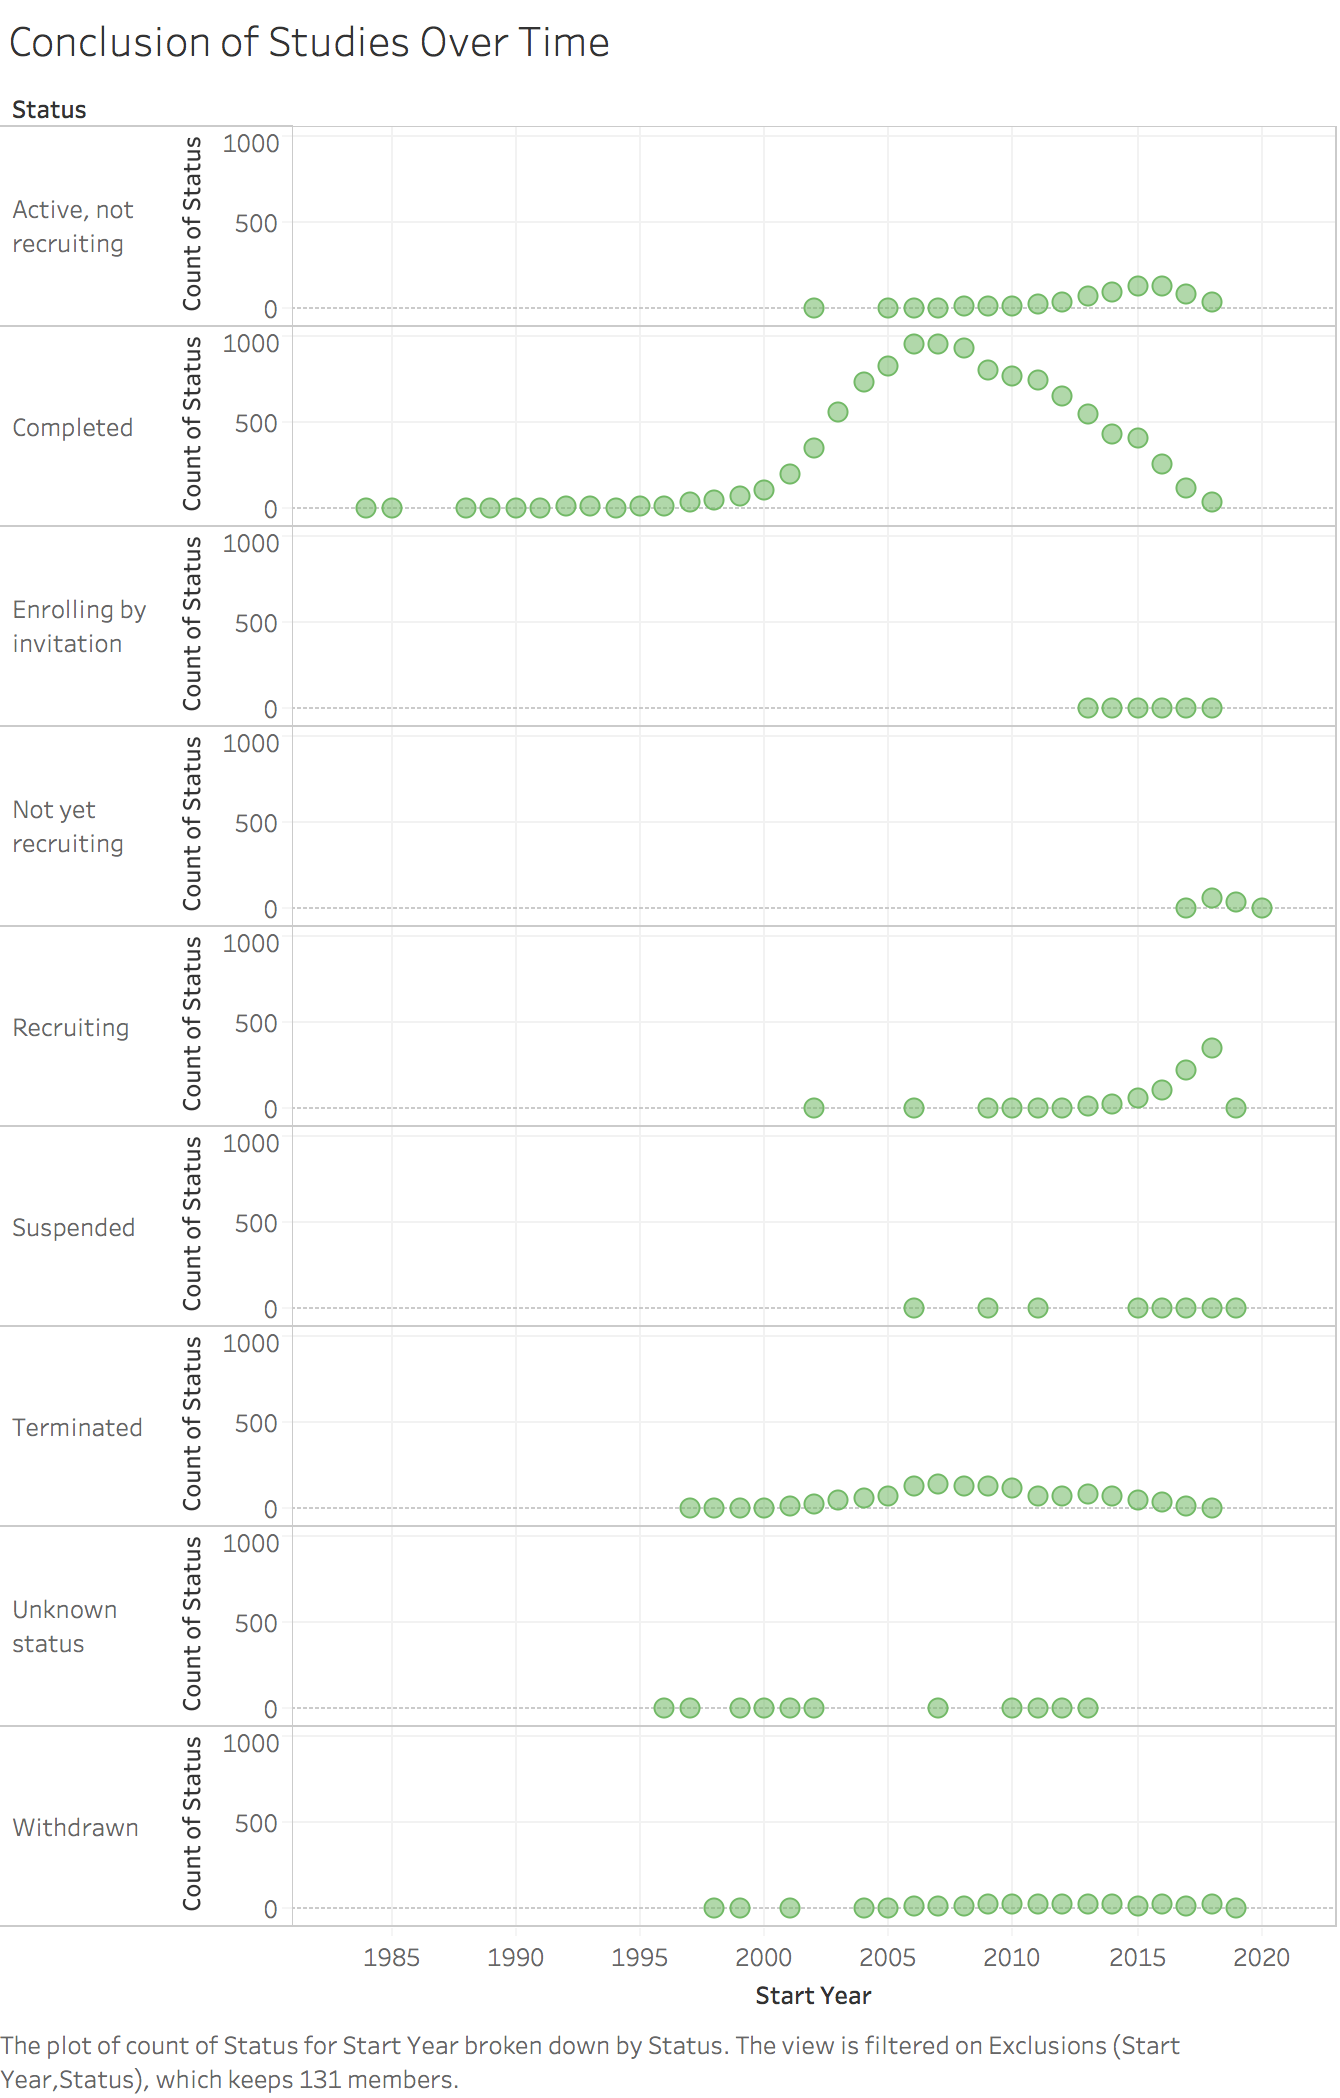 Conclusion of Studies Over Time
Status
Active, not
recruiting
Count of Status
1000
500
0
Completed
Count of Status
1000
500
0
Enrolling by
invitation
Count of Status
1000
500
0
Not yet
recruiting
Count of Status
1000
500
0
Recruiting
Count of Status
1000
500
0
Suspended
Count of Status
1000
500
0
Terminated
Count of Status
1000
500
0
Unknown
status
Count of Status
1000
500
0
Withdrawn
Count of Status
1000
500
0
1985 1990 1995 2000 2005 2010 2015 2020
Start Year
The plot of count of Status for Start Year broken down by Status. The view is filtered on Exclusions (Start
Year,Status), which keeps 131 members.